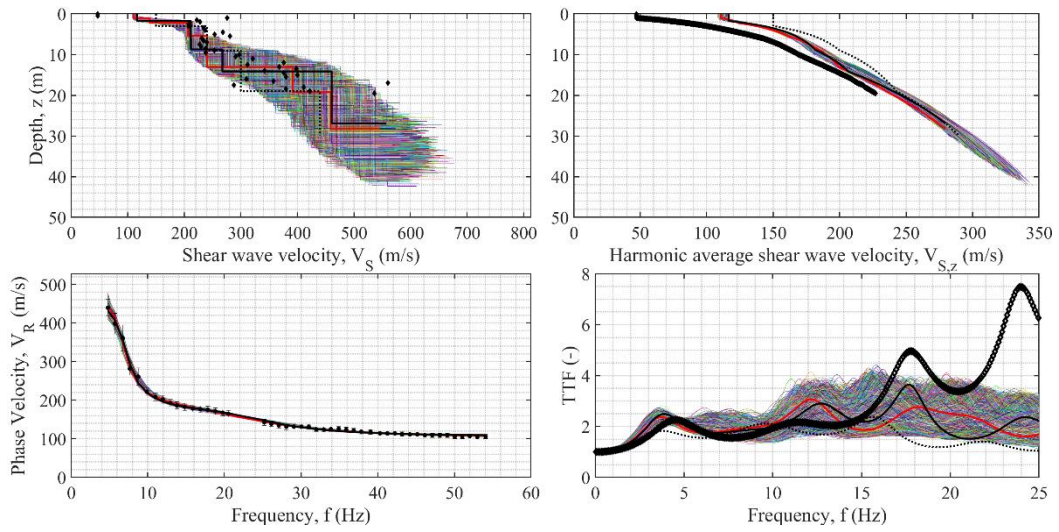 0
10
20
30
40
50
Depth, z (m)
0 100 200 300 400 500 600 700 800
Shear wave velocity, V_S (m/s)
0
10
20
30
40
50
0 50 100 150 200 250 300 350
Harmonic average shear wave velocity, V_S,z (m/s)
500
400
300
200
100
0
Phase Velocity, V_R (m/s)
0 10 20 30 40 50 60
Frequency, f (Hz)
8
6
4
2
0
TTF (-)
0 5 10 15 20 25
Frequency, f (Hz)